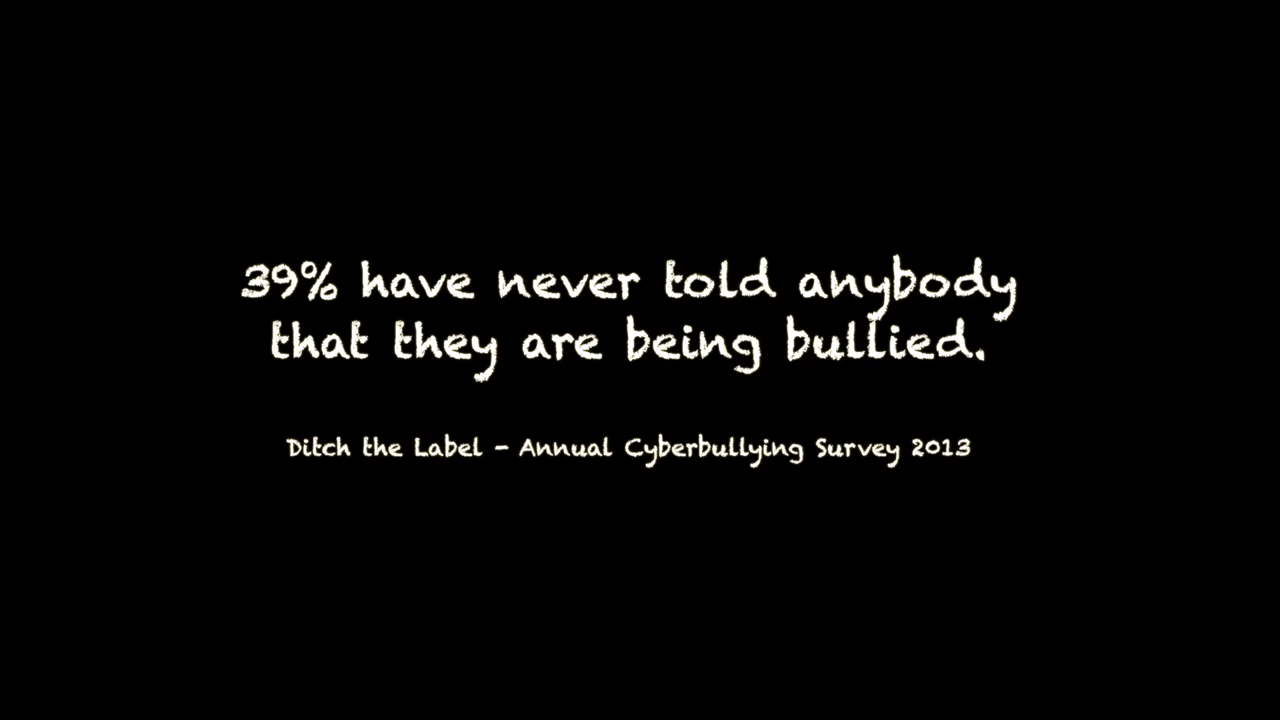 39% have never told anybody
that they are being bullied.
Ditch the Label - Annual Cyberbullying Survey 2013